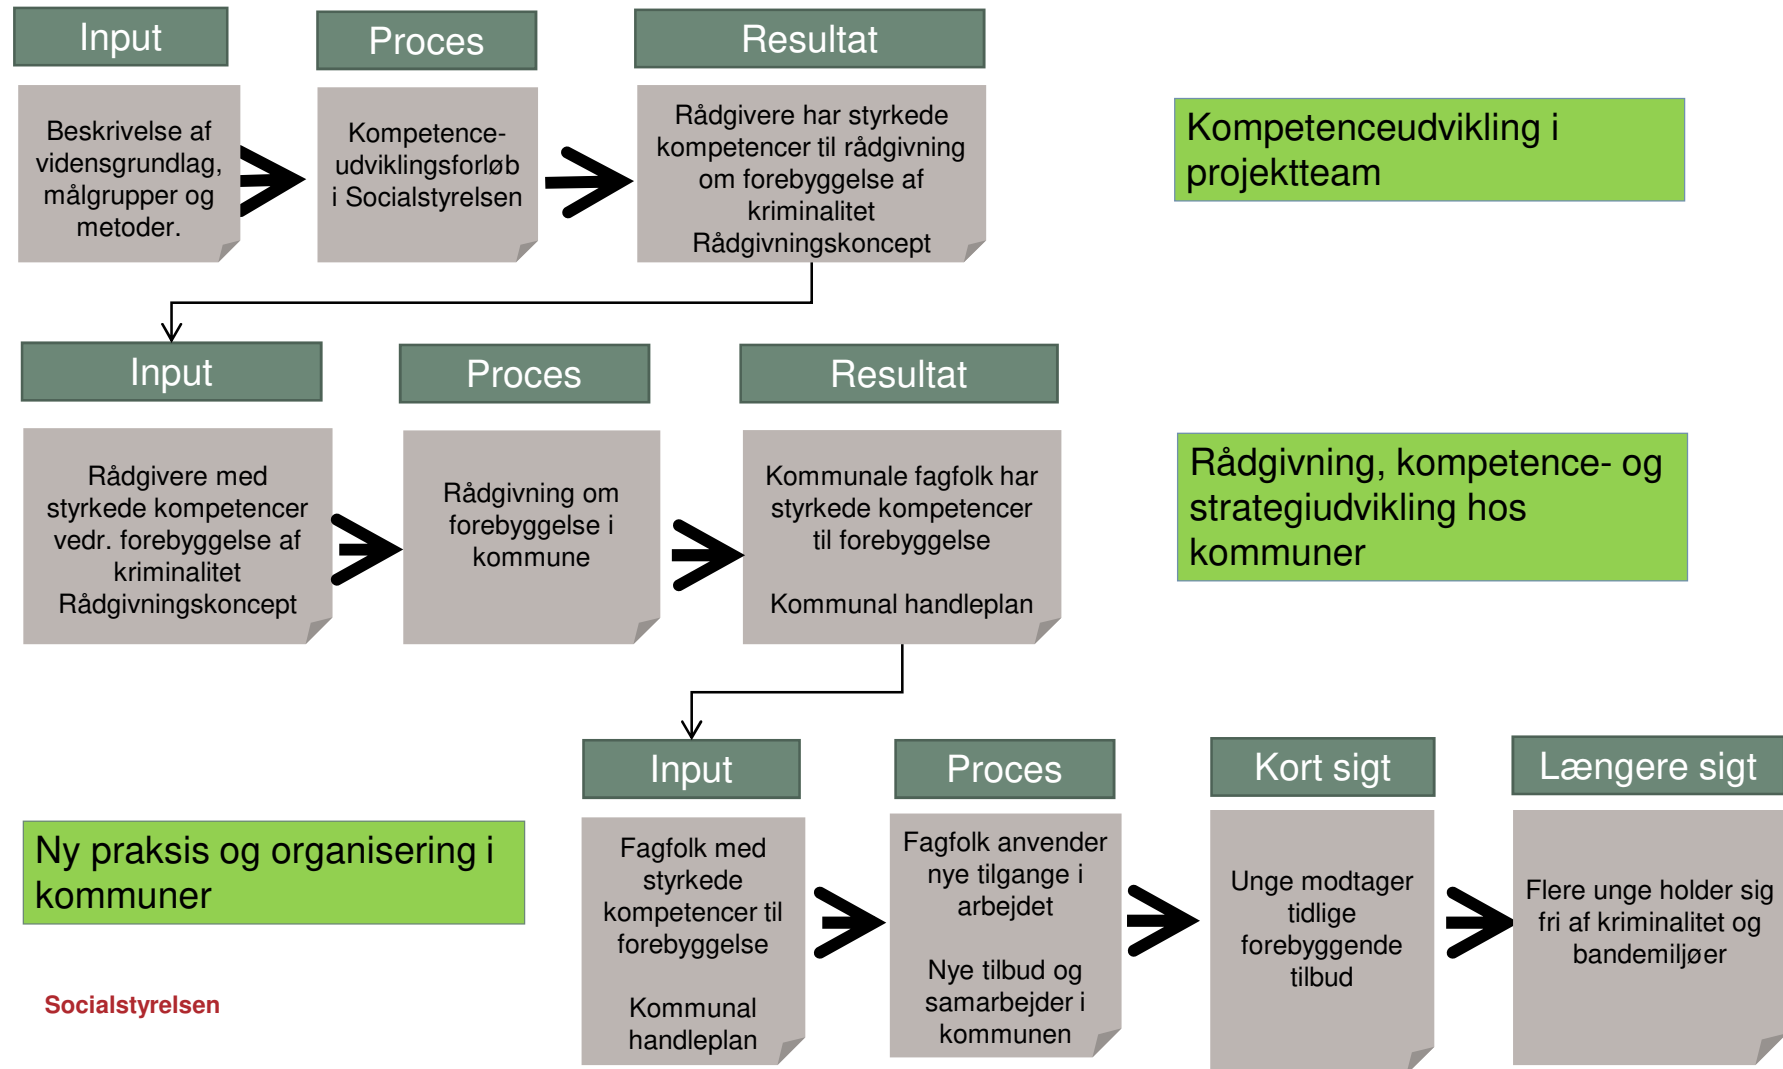 Input
Proces
Resultat
Beskrivelse af
vidensgrundlag,
målgrupper og
metoder.
Kompetence-
udviklingsforløb
i Socialstyrelsen
Rådgivere har styrkede
kompetencer til rådgivning
om forebyggelse af
kriminalitet
Rådgivningskoncept
Kompetenceudvikling i
projektteam
Input
Proces
Resultat
Rådgivere med
styrkede kompetencer
vedr. forebyggelse af
kriminalitet
Rådgivningskoncept
Rådgivning om
forebyggelse i
kommune
Kommunale fagfolk har
styrkede kompetencer
til forebyggelse
Kommunal handleplan
Rådgivning, kompetence- og
strategiudvikling hos
kommuner
Input
Proces
Kort sigt
Længere sigt
Ny praksis og organisering i
kommuner
Fagfolk med
styrkede
kompetencer til
forebyggelse
Kommunal
handleplan
Fagfolk anvender
nye tilgange i
arbejdet
Nye tilbud og
samarbejder i
kommunen
Unge modtager
tidlige
forebyggende
tilbud
Flere unge holder sig
fri af kriminalitet og
bandemiljøer
Socialstyrelsen